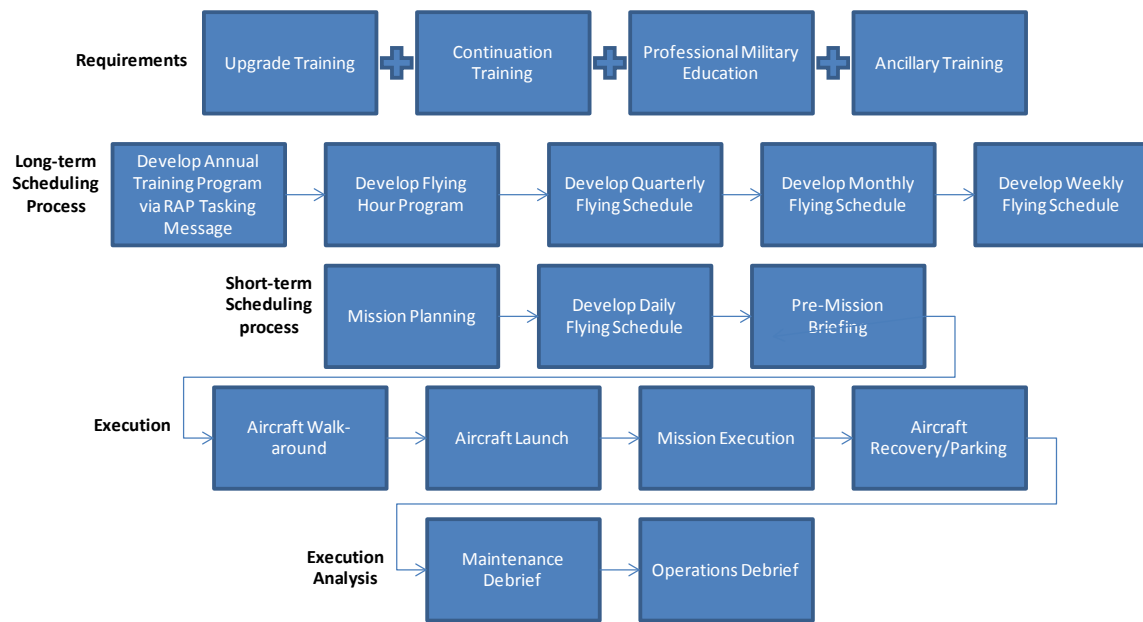 Requirements
Upgrade Training
Continuation
Training
Professional Military
Education
Ancillary Training
Long-term
Scheduling
Process
Develop Annual
Training Program
via RAP Tasking
Message
Develop Flying
Hour Program
Develop Quarterly
Flying Schedule
Develop Monthly
Flying Schedule
Develop Weekly
Flying Schedule
Short-term
Scheduling
process
Mission Planning
Develop Daily
Flying Schedule
Pre-Mission
Briefing
Execution
Aircraft Walk-
around
Aircraft Launch
Mission Execution
Aircraft
Recovery/Parking
Execution
Analysis
Maintenance
Debrief
Operations Debrief